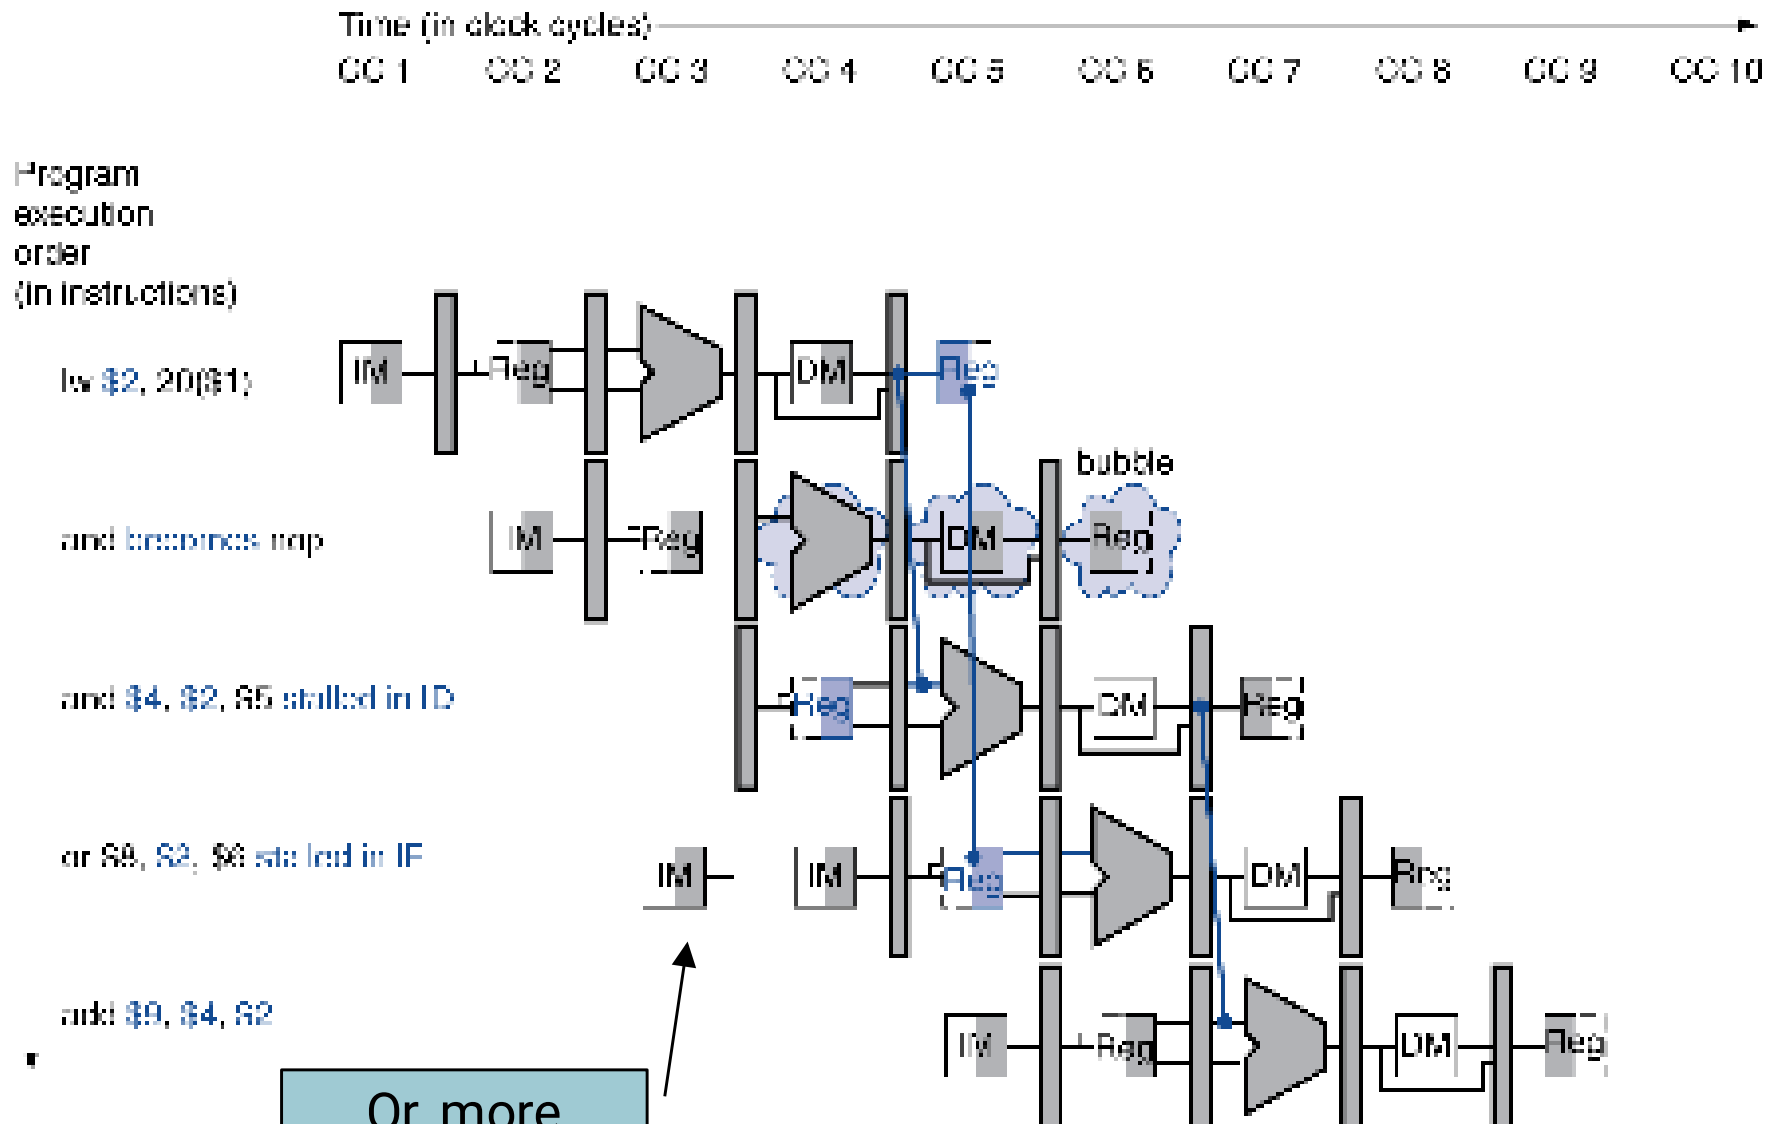 Time (in clock cycles)
CC 1 CC 2 CC 3 CC 4 CC 5 CC 6 CC 7 CC 8 CC 9 CC 10
Program
execution
order
(in instructions)
lw $2, 20($1)
IM Reg DM Reg
bubble
and becomes nop
IM Reg DM Reg
and $4, $2, $5 stalled in ID
Reg DM Reg
or $8, $2, $6 stalled in IF
IM IM Reg DM Reg
add $9, $4, $2
IM Reg DM Reg
Or, more